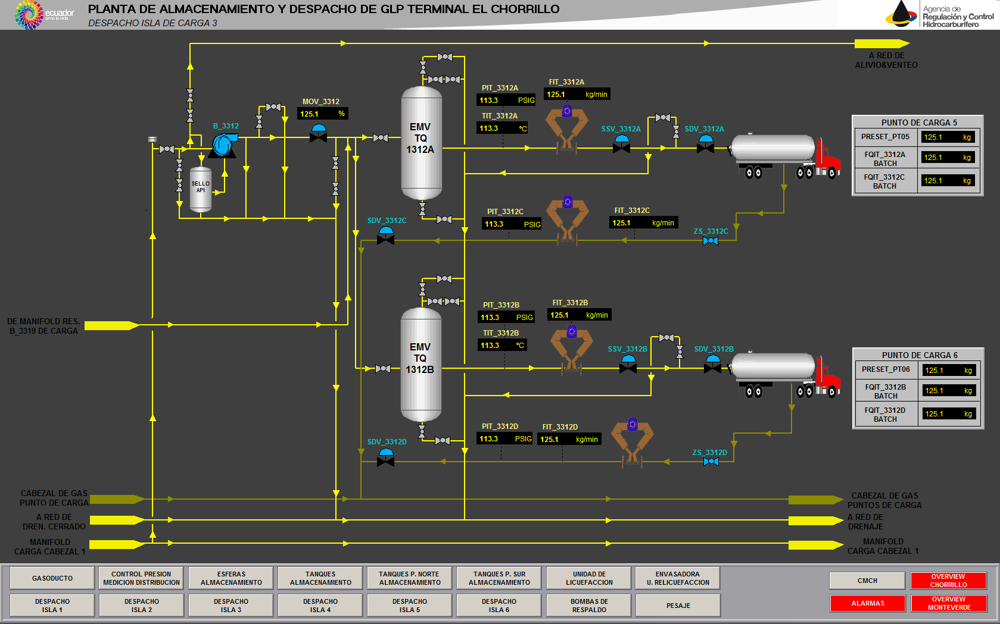 ecuador
ama la vida
PLANTA DE ALMACENAMIENTO Y DESPACHO DE GLP TERMINAL EL CHORRILLO
DESPACHO ISLA DE CARGA 3
Agencia de
Regulación y Control
Hidrocarburífero
A RED DE
ALIVIO&VENTEO
MOV_3312
125.1 %
B_3312
SELLO
API
EMV
TQ
1312A
PIT_3312A
113.3 PSIG
TIT_3312A
113.3 ºC
FIT_3312A
125.1 kg/min
SSV_3312A
SDV_3312A
PUNTO DE CARGA 5
PRESET_PT05 125.1 kg
FQIT_3312A
BATCH
125.1 kg
FQIT_3312C
BATCH
125.1 kg
SDV_3312C
PIT_3312C
113.3 PSIG
FIT_3312C
125.1 kg/min
ZS_3312C
DE MANIFOLD RES.
B_3319 DE CARGA
EMV
TQ
1312B
PIT_3312B
113.3 PSIG
TIT_3312B
113.3 ºC
FIT_3312B
125.1 kg/min
SSV_3312B
SDV_3312B
PUNTO DE CARGA 6
PRESET_PT06 125.1 kg
FQIT_3312B
BATCH
125.1 kg
FQIT_3312D
BATCH
125.1 kg
SDV_3312D
PIT_3312D
113.3 PSIG
FIT_3312D
125.1 kg/min
ZS_3312D
CABEZAL DE GAS
PUNTO DE CARGA
A RED DE
DREN. CERRADO
MANIFOLD
CARGA CABEZAL 1
CABEZAL DE GAS
PUNTOS DE CARGA
A RED DE
DRENAJE
MANIFOLD
CARGA CABEZAL 1
GASODUCTO
CONTROL PRESION
MEDICION DISTRIBUCION
ESFERAS
ALMACENAMIENTO
TANQUES
ALMACENAMIENTO
TANQUES P. NORTE
ALMACENAMIENTO
TANQUES P. SUR
ALMACENAMIENTO
UNIDAD DE
LICUEFACCION
ENVASADORA
U. RELICUEFACCION
CMCH
OVERVIEW
CHORRILLO
DESPACHO
ISLA 1
DESPACHO
ISLA 2
DESPACHO
ISLA 3
DESPACHO
ISLA 4
DESPACHO
ISLA 5
DESPACHO
ISLA 6
BOMBAS DE
RESPALDO
PESAJE
ALARMAS
OVERVIEW
MONTEVERDE